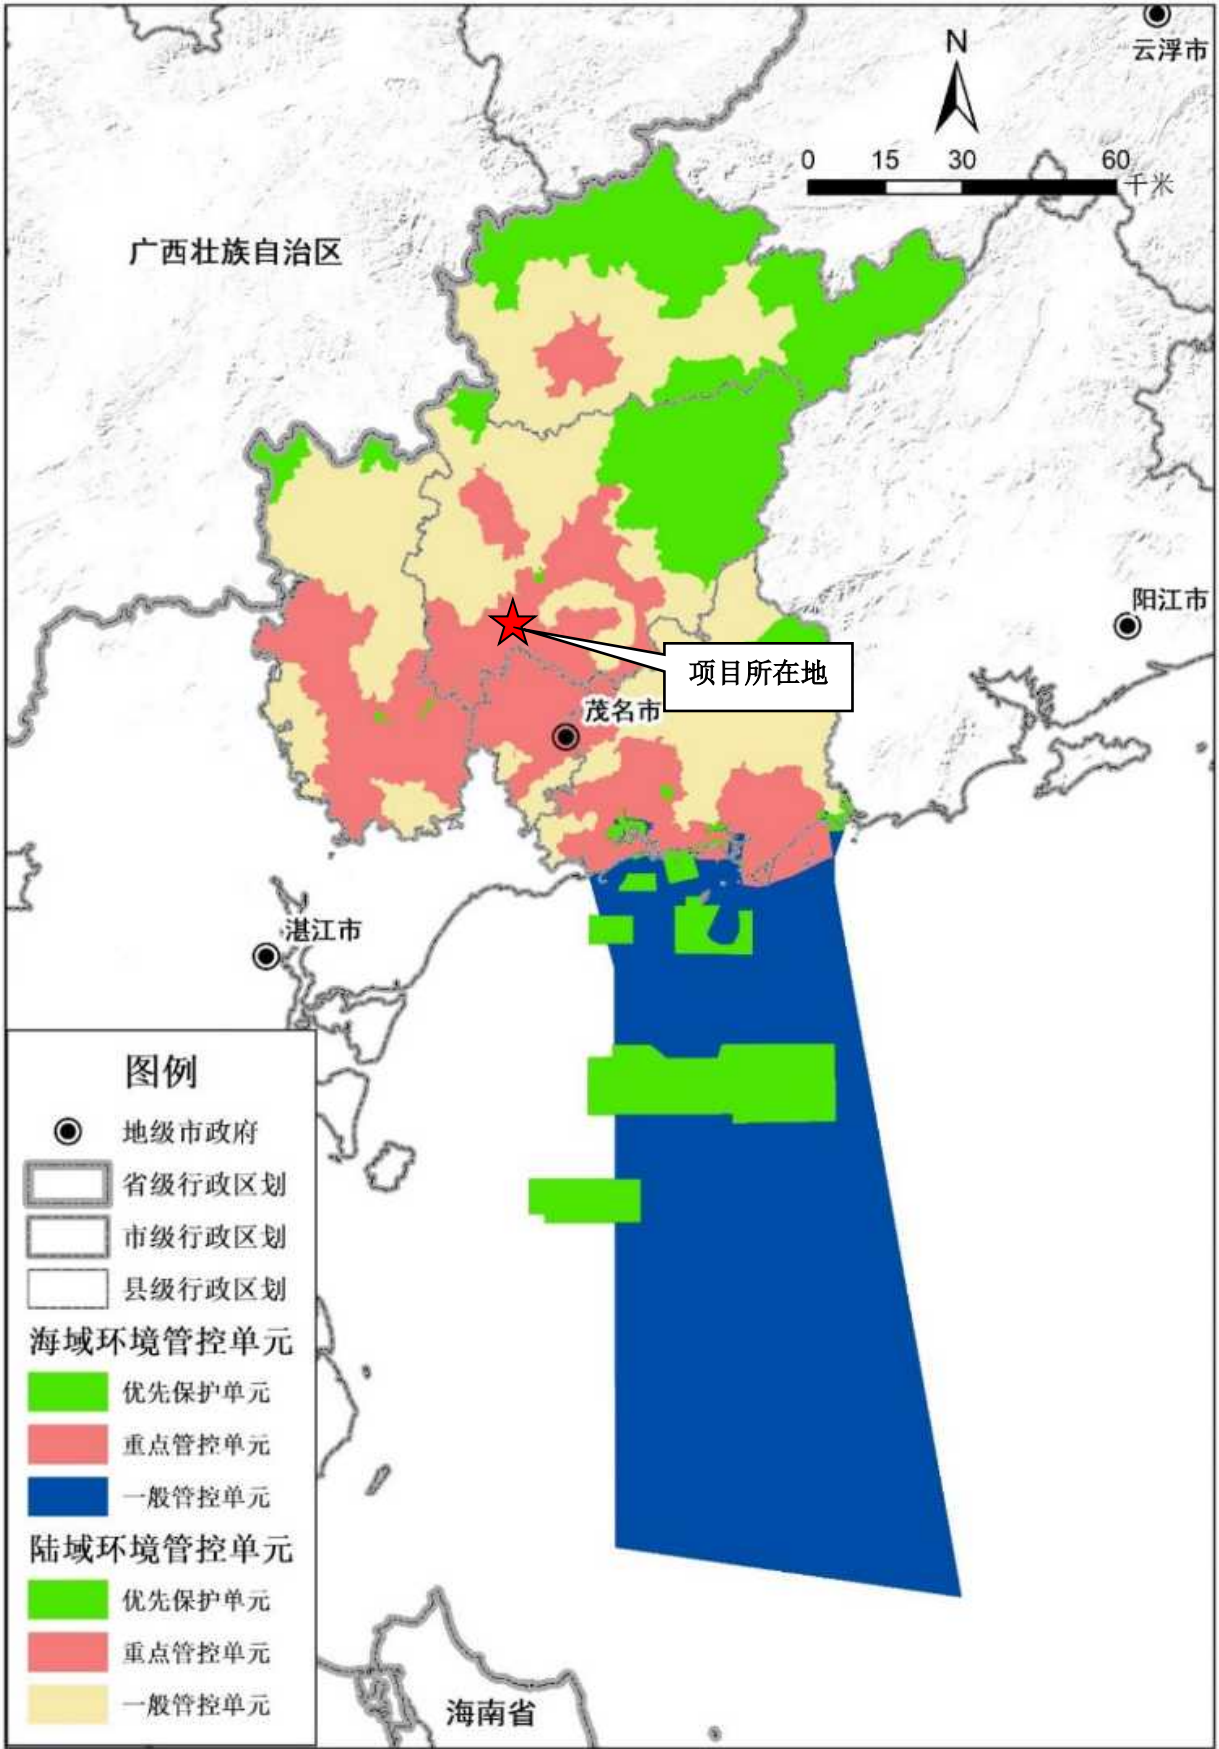 云浮市
N
0 15 30 60
千米
广西壮族自治区
阳江市
项目所在地
茂名市
湛江市
图例
地级市政府
省级行政区划
市级行政区划
县级行政区划
海域环境管控单元
优先保护单元
重点管控单元
一般管控单元
陆域环境管控单元
优先保护单元
重点管控单元
一般管控单元
海南省